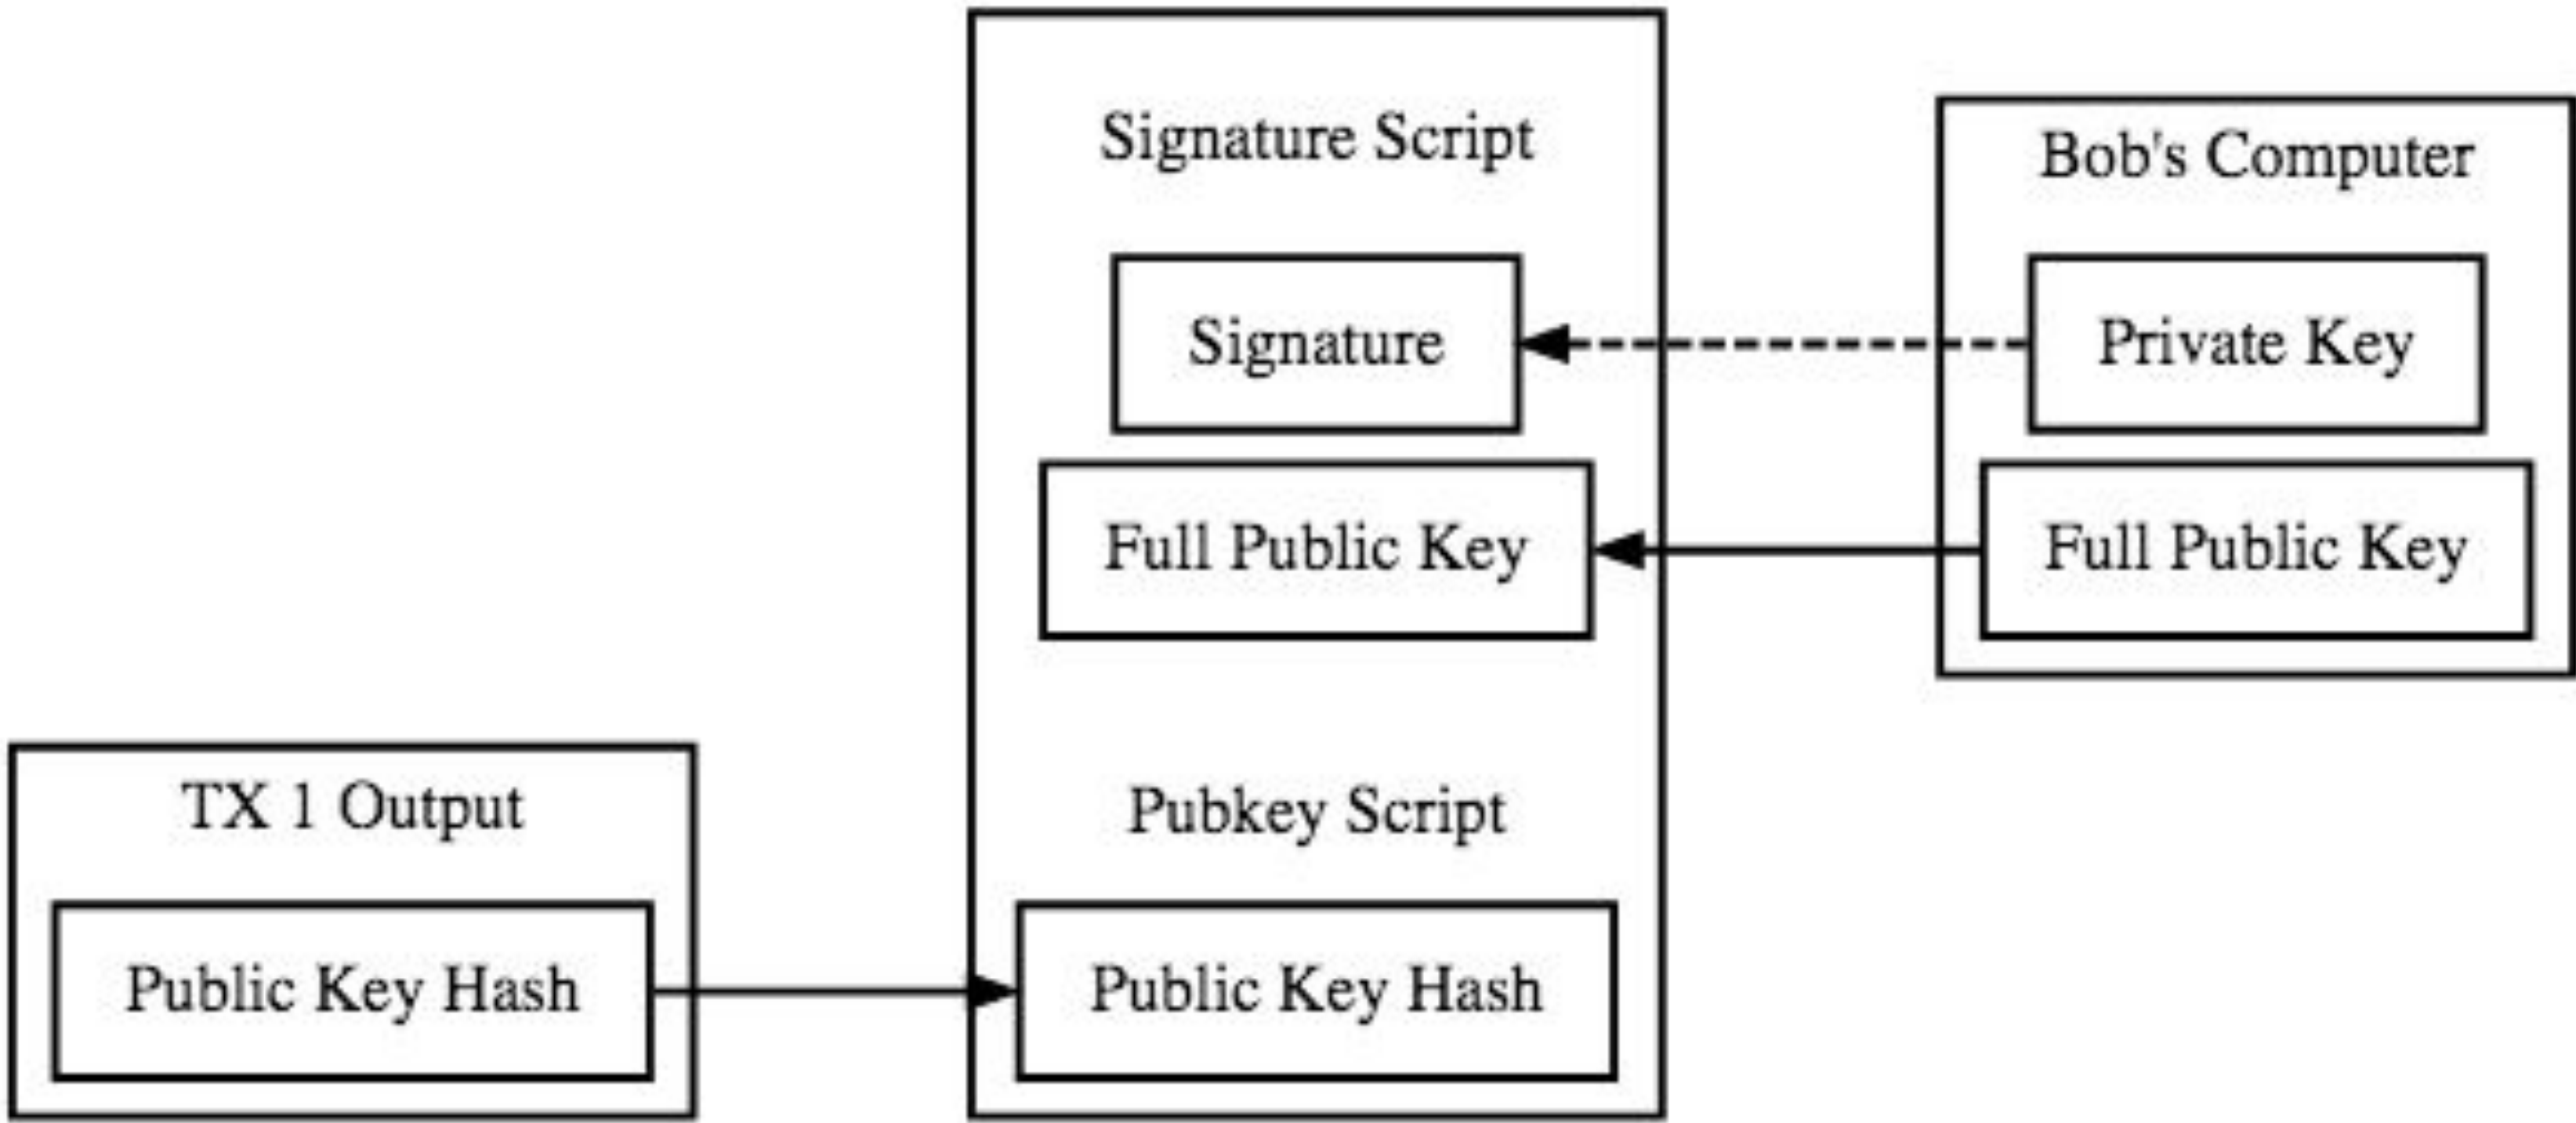 Signature Script
Signature
Full Public Key
Pubkey Script
Public Key Hash
Bob's Computer
Private Key
Full Public Key
TX 1 Output
Public Key Hash